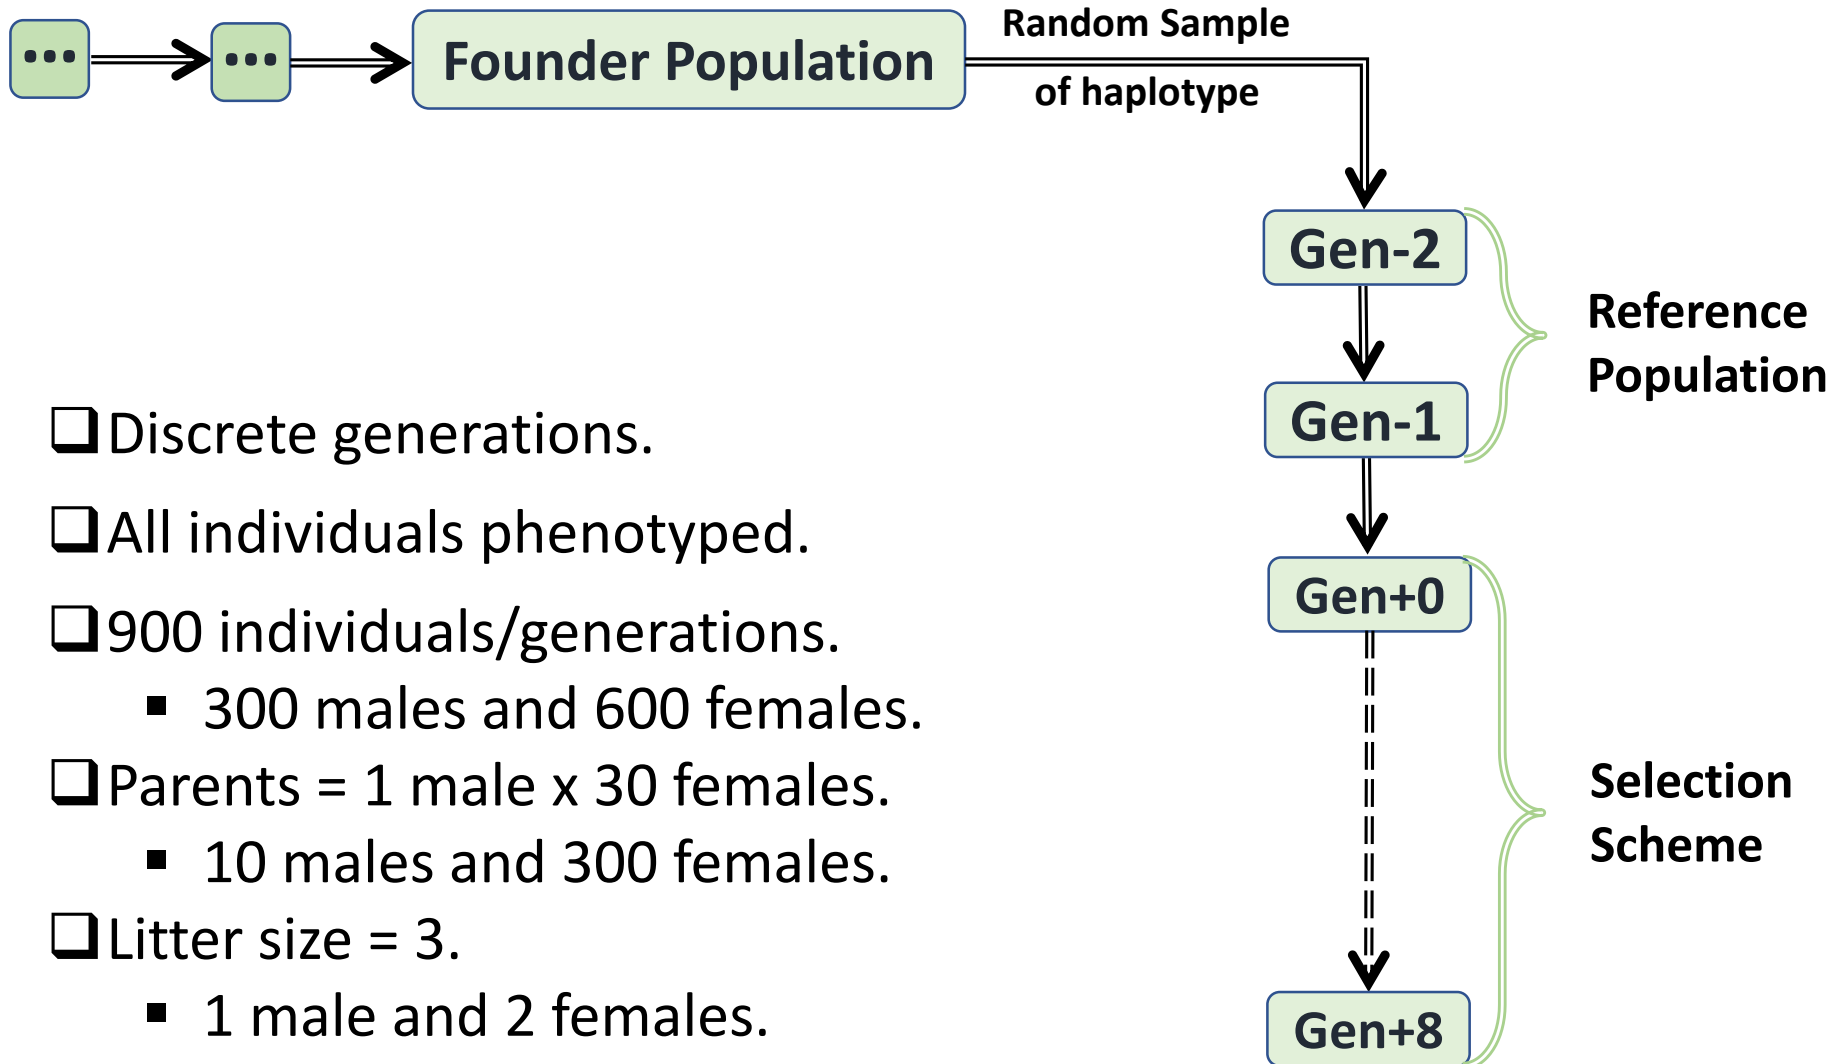 ...
...
Founder Population
Random Sample
of haplotype
Gen-2
Gen-1
Reference
Population
❑Discrete generations.
❑All individuals phenotyped.
❑900 individuals/generations.
▪ 300 males and 600 females.
❑Parents = 1 male x 30 females.
▪ 10 males and 300 females.
❑Litter size = 3.
▪ 1 male and 2 females.
Gen+0
Selection
Scheme
Gen+8